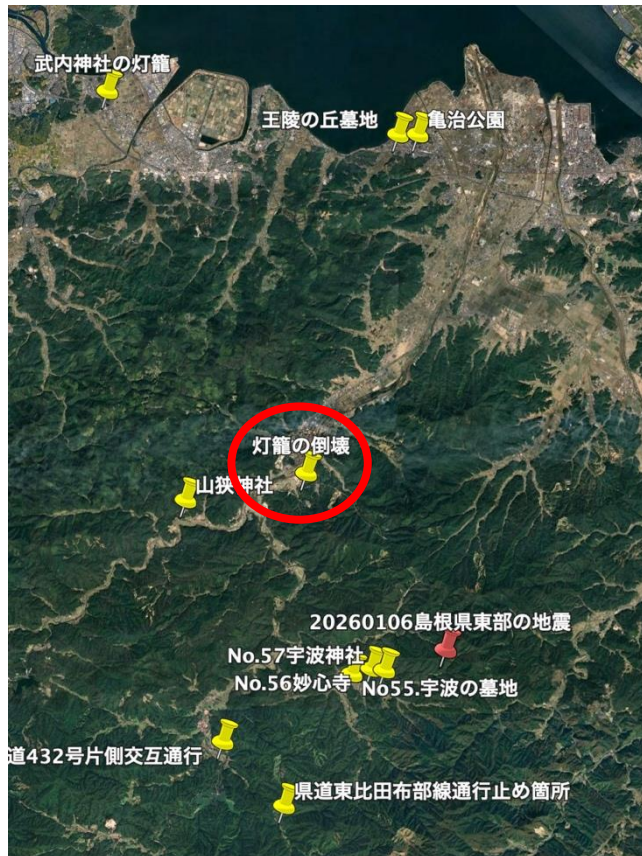 武内神社の灯籠
王陵の丘墓地
亀治公園
灯籠の倒壊
山狭神社
20260106島根県東部の地震
No.57宇波神社
No.56妙心寺
No55.宇波の墓地
道432号片側交互通行
県道東比田布部線通行止め箇所